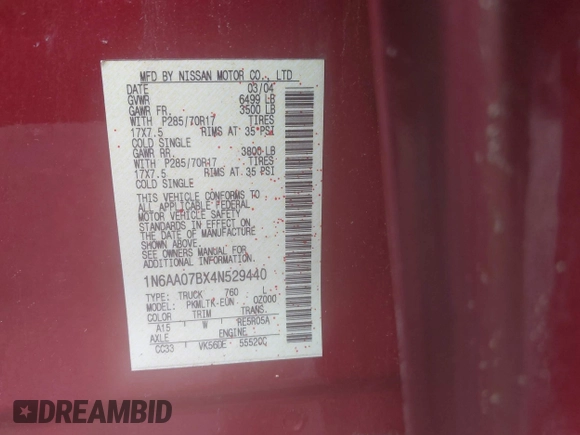 MFD BY NISSAN MOTOR CO., LTD
DATE 03/04
GVWR 6499 LB
GAWR FR. 3500 LB
WITH P285/70R17 TIRES
17X7.5 RIMS AT 35 PSI
COLD SINGLE
GAWR RR. 3800 LB
WITH P285/70R17 TIRES
17X7.5 RIMS AT 35 PSI
COLD SINGLE
THIS VEHICLE CONFORMS TO
ALL APPLICABLE FEDERAL
MOTOR VEHICLE SAFETY
STANDARDS IN EFFECT ON
THE DATE OF MANUFACTURE
SHOWN ABOVE.
SEE OWNERS MANUAL FOR
ADDITIONAL INFORMATION
1N6AA07BX4N529440
TYPE: TRUCK 760 L
MODEL: PKMLTK-EUN 0Z000
COLOR TRIM TRANS.
A15 W RE5R05A
AXLE ENGINE
CC33 VK56DE 5552CC
DREAMBID